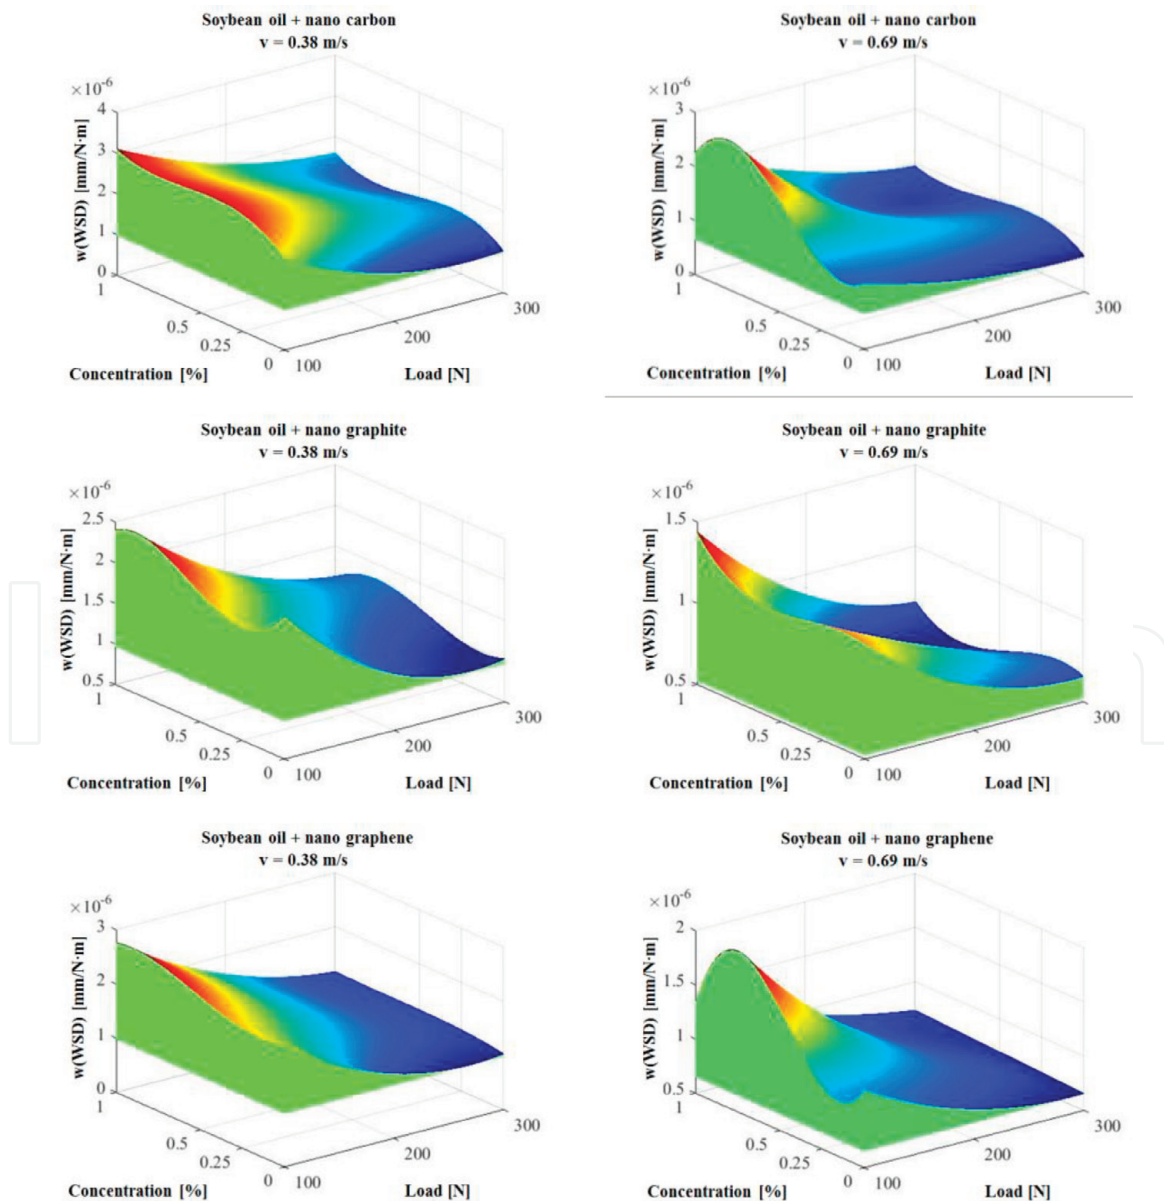 Soybean oil + nano carbon
v = 0.38 m/s
×10⁻⁶
w(WSD) [mm/N·m]
4
3
2
1
0
1
0.5
0.25
0
100
200
300
Concentration [%]
Load [N]
Soybean oil + nano carbon
v = 0.69 m/s
×10⁻⁶
w(WSD) [mm/N·m]
3
2
1
0
1
0.5
0.25
0
100
200
300
Concentration [%]
Load [N]
Soybean oil + nano graphite
v = 0.38 m/s
×10⁻⁶
w(WSD) [mm/N·m]
2.5
2
1.5
1
0.5
1
0.5
0.25
0
100
200
300
Concentration [%]
Load [N]
Soybean oil + nano graphite
v = 0.69 m/s
×10⁻⁶
w(WSD) [mm/N·m]
1.5
1
0.5
1
0.5
0.25
0
100
200
300
Concentration [%]
Load [N]
Soybean oil + nano graphene
v = 0.38 m/s
×10⁻⁶
w(WSD) [mm/N·m]
3
2
1
0
1
0.5
0.25
0
100
200
300
Concentration [%]
Load [N]
Soybean oil + nano graphene
v = 0.69 m/s
×10⁻⁶
w(WSD) [mm/N·m]
2
1.5
1
0.5
1
0.5
0.25
0
100
200
300
Concentration [%]
Load [N]